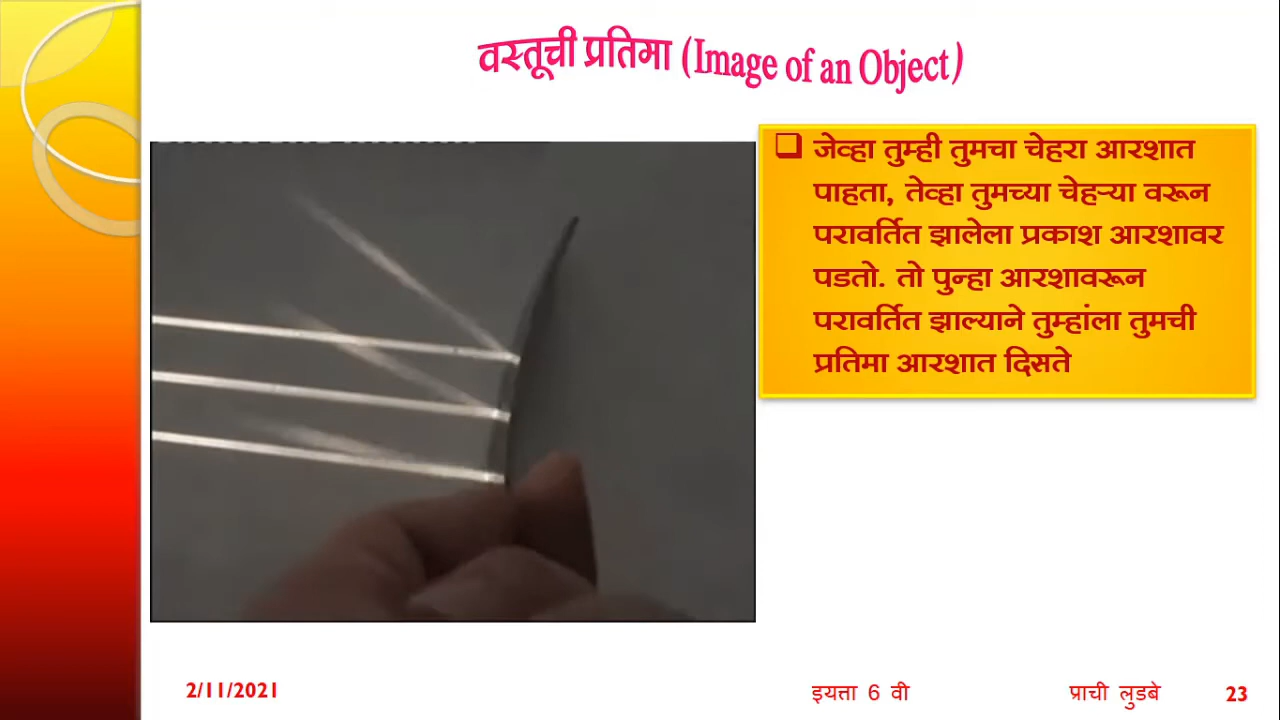 वस्तूची प्रतिमा (Image of an Object)
जेव्हा तुम्ही तुमचा चेहरा आरशात
पाहता, तेव्हा तुमच्या चेहऱ्या वरून
परावर्तित झालेला प्रकाश आरशावर
पडतो. तो पुन्हा आरशावरून
परावर्तित झाल्याने तुम्हांला तुमची
प्रतिमा आरशात दिसते
2/11/2021 इयत्ता 6 वी प्राची लुडबे 23